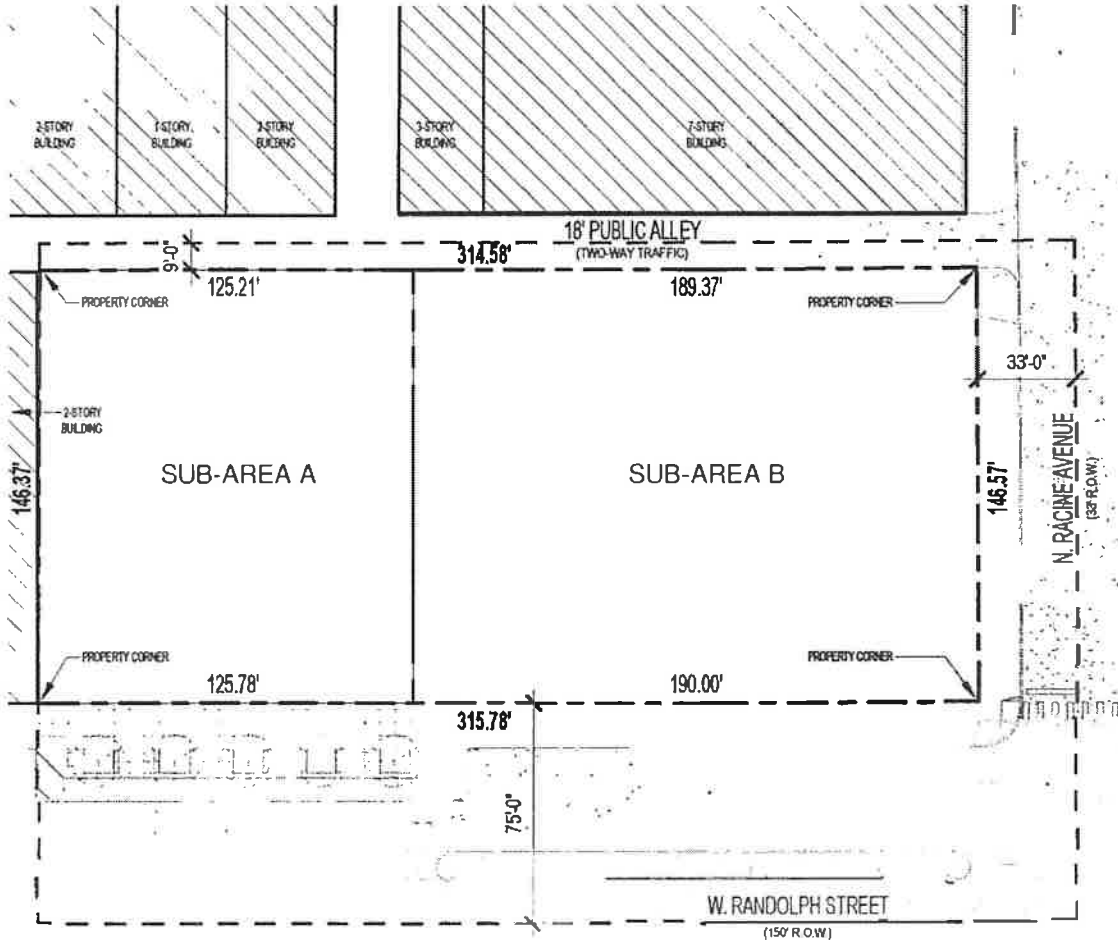 2-STORY
BUILDING
1-STORY
BUILDING
3-STORY
BUILDING
7-STORY
BUILDING
18' PUBLIC ALLEY
(TWO-WAY TRAFFIC)
9'-0"
314.58'
125.21'
189.37'
PROPERTY CORNER
PROPERTY CORNER
33'-0"
2-STORY
BUILDING
SUB-AREA A
SUB-AREA B
146.37'
146.57'
N. RACINE AVENUE
(33' R.O.W.)
PROPERTY CORNER
PROPERTY CORNER
125.78'
190.00'
315.78'
75'-0"
W. RANDOLPH STREET
(150' R.O.W.)